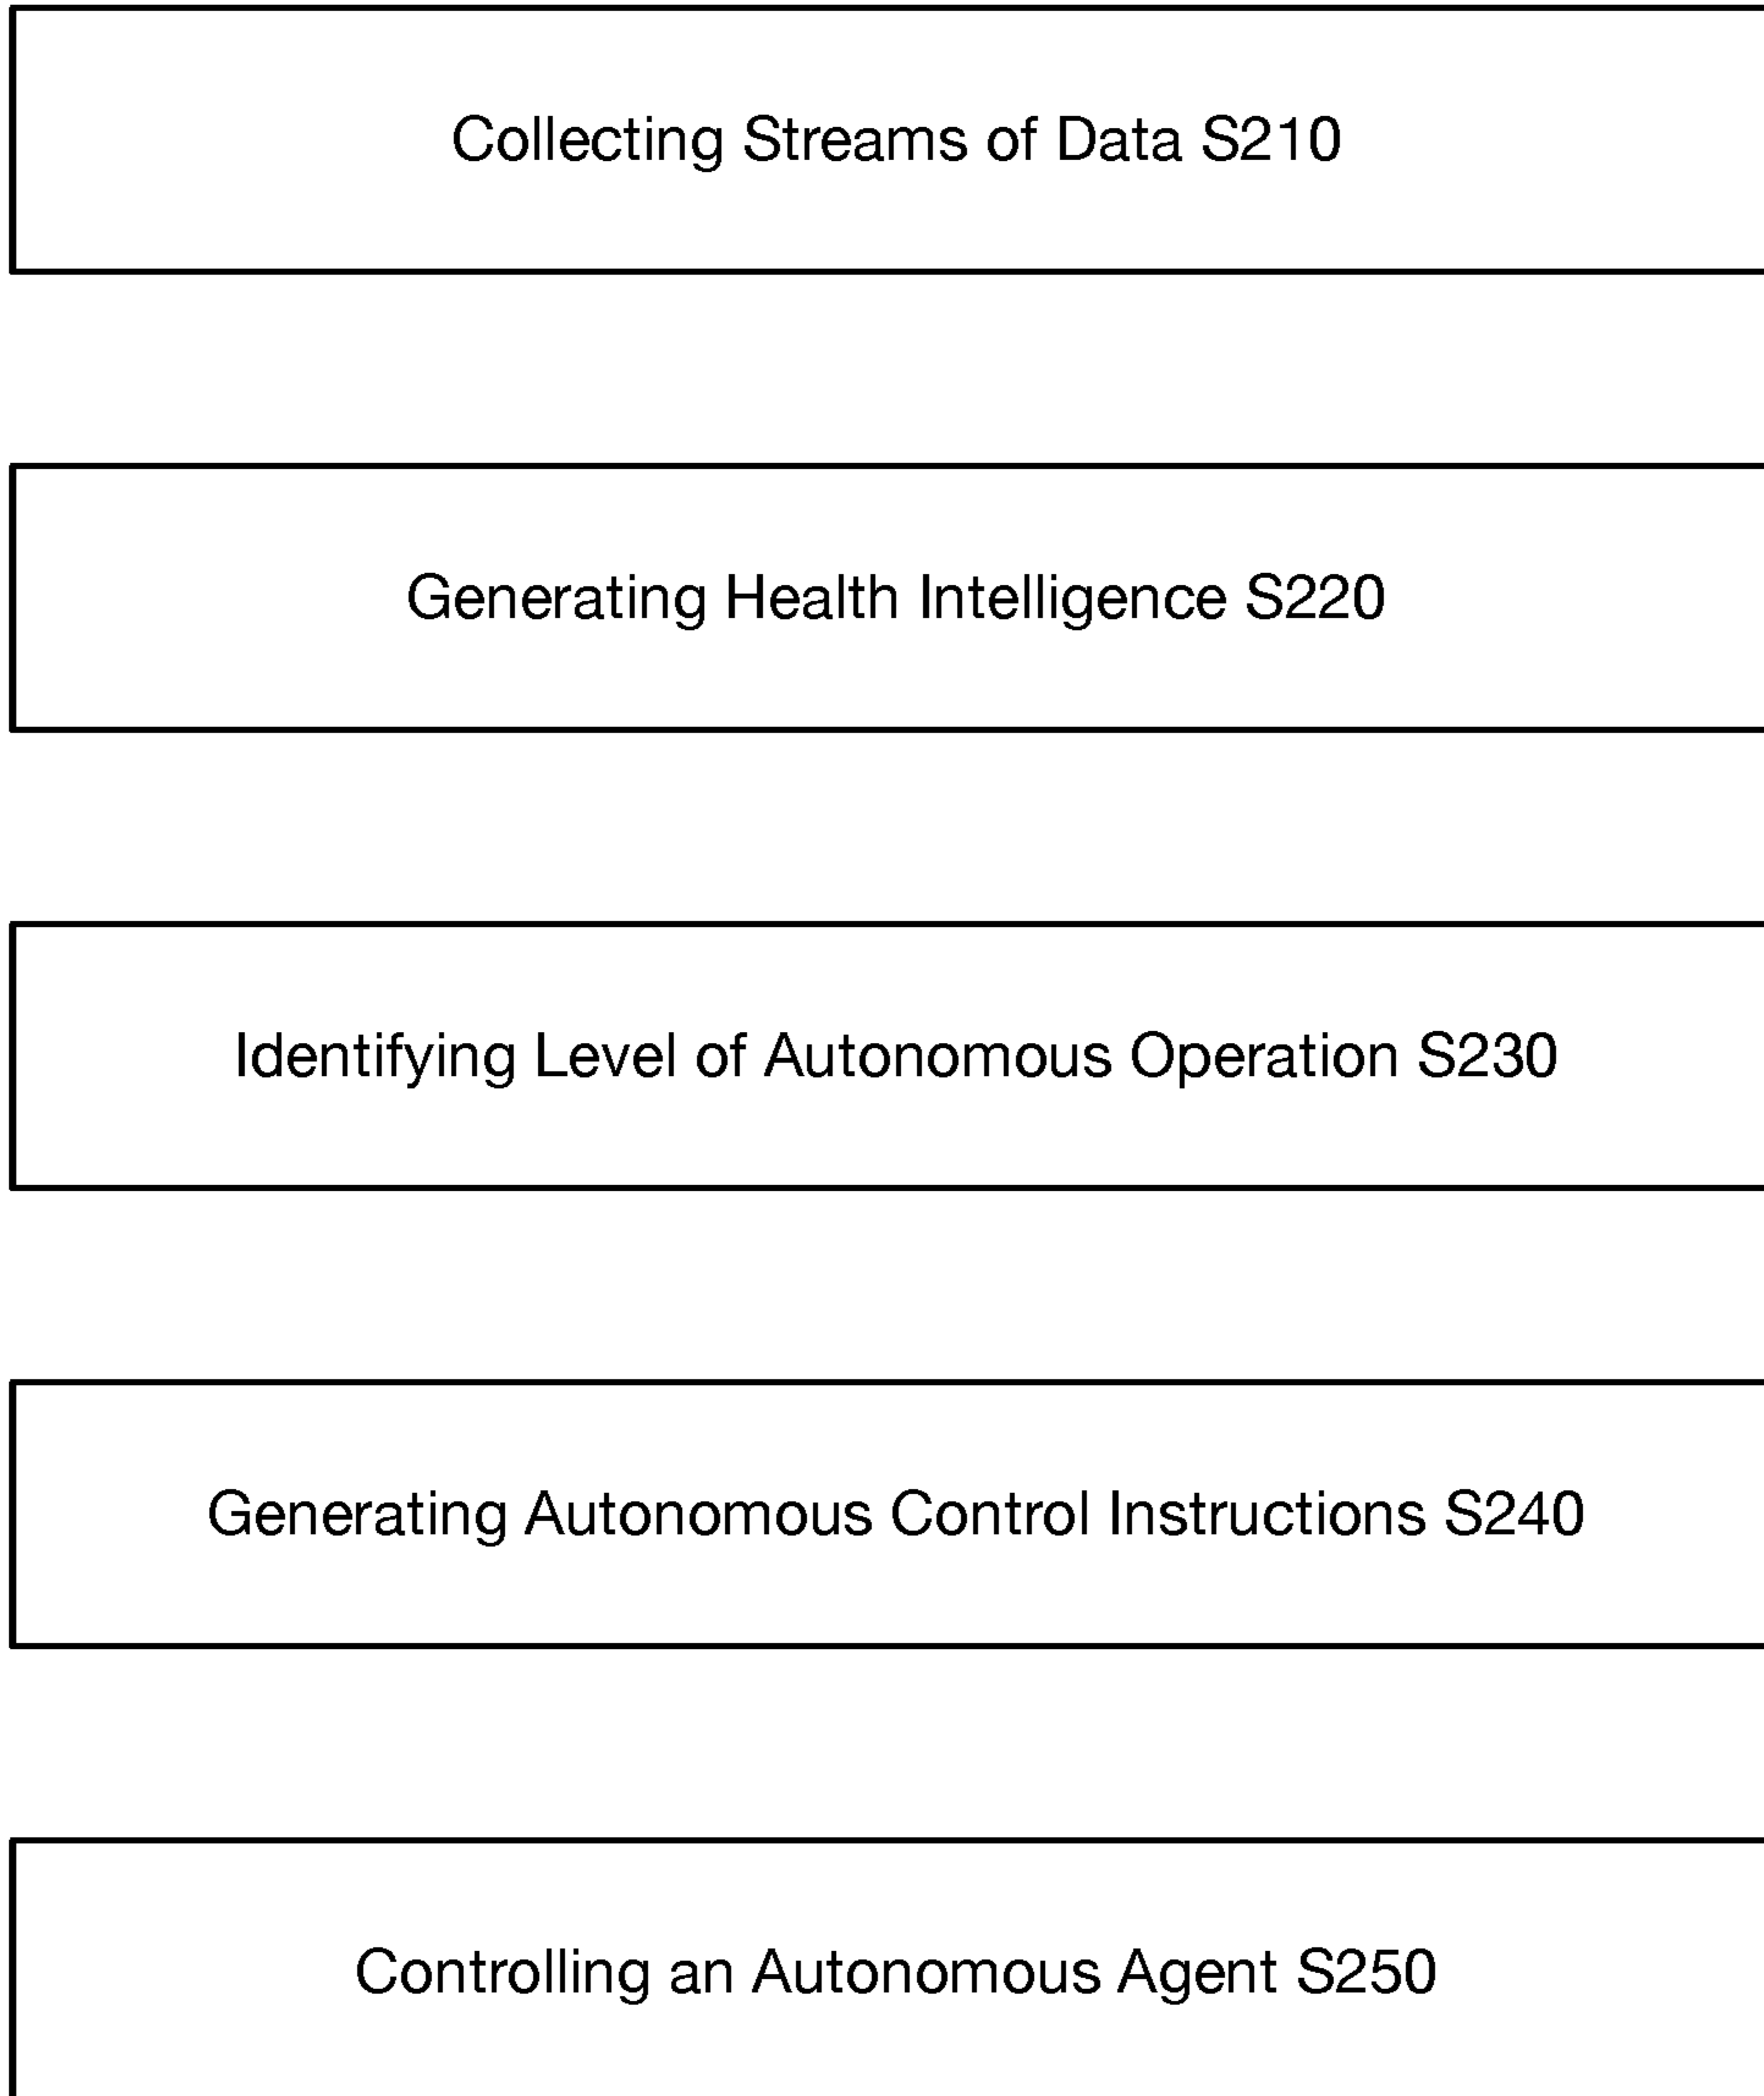 Collecting Streams of Data S210
Generating Health Intelligence S220
Identifying Level of Autonomous Operation S230
Generating Autonomous Control Instructions S240
Controlling an Autonomous Agent S250